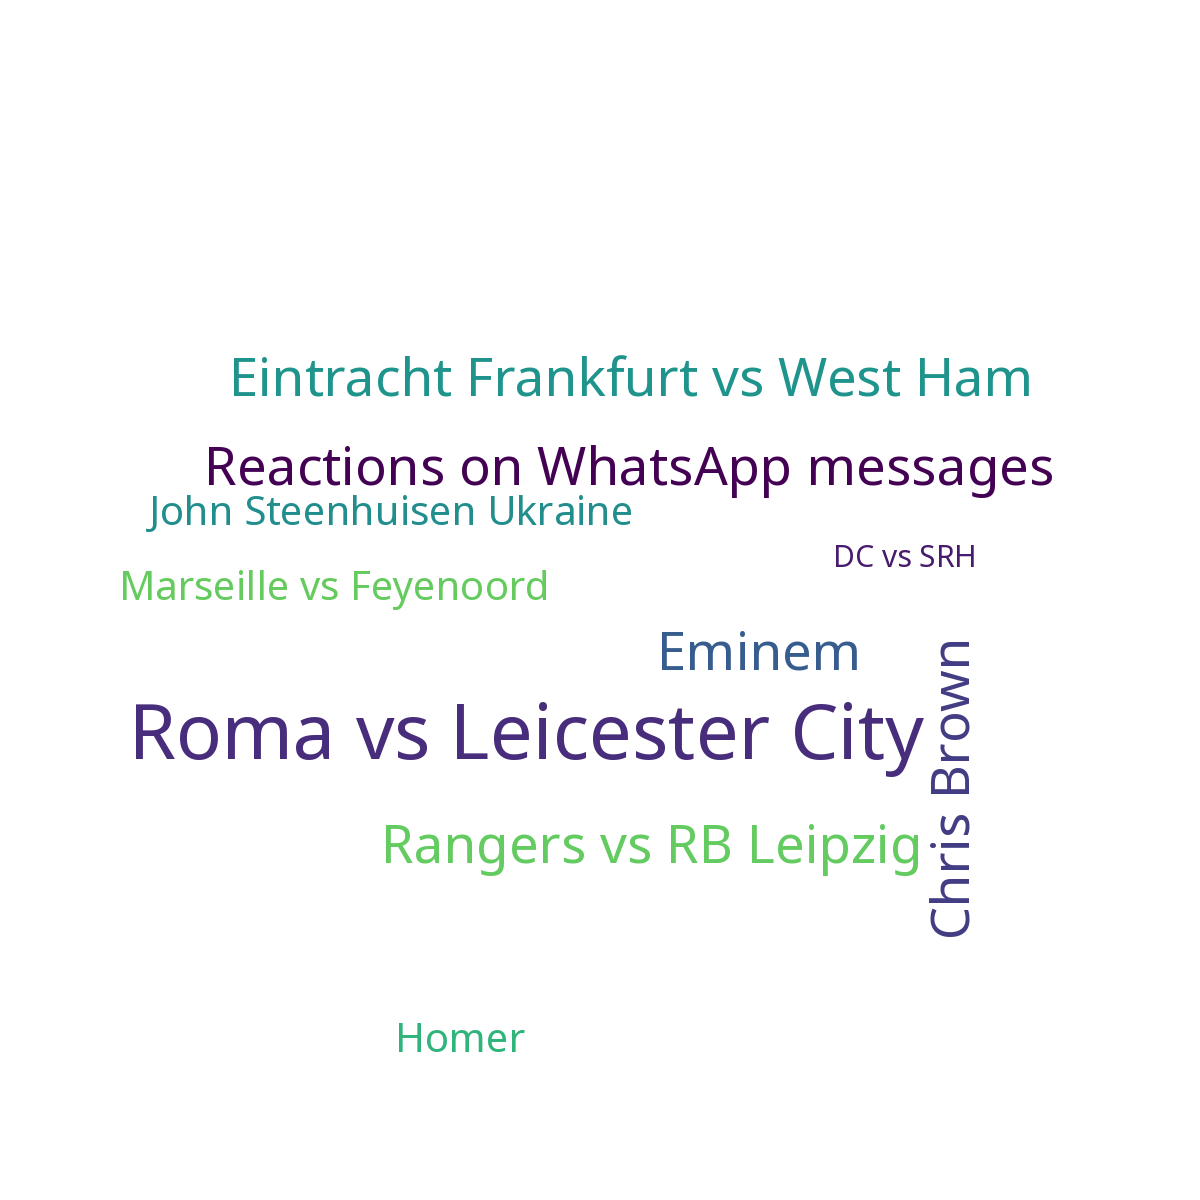 Eintracht Frankfurt vs West Ham
Reactions on WhatsApp messages
John Steenhuisen Ukraine
DC vs SRH
Marseille vs Feyenoord
Eminem
Roma vs Leicester City
Chris Brown
Rangers vs RB Leipzig
Homer